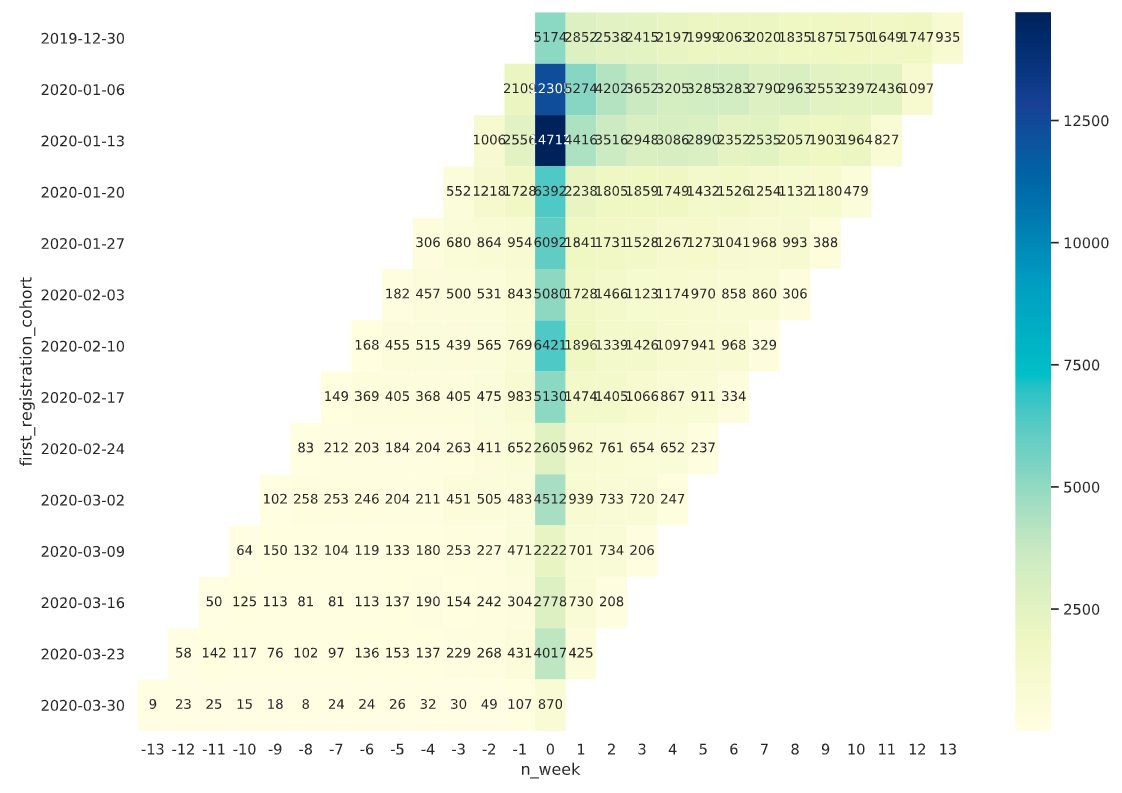 2019-12-30 5174 2852 2538 2415 2197 1999 2063 2020 1835 1875 1750 1649 1747 935
2020-01-06 2109 5274 4202 3652 3205 3285 3283 2790 2963 2553 2397 2436 1097
2020-01-13 1006 2556 4416 3516 2948 3086 2890 2352 2535 2057 1903 1964 827
2020-01-20 552 1218 1728 6392 2238 1805 1859 1749 1432 1526 1254 1132 1180 479
2020-01-27 306 680 864 954 6092 1841 1731 1528 1267 1273 1041 968 993 388
2020-02-03 182 457 500 531 843 5080 1728 1466 1123 1174 970 858 860 306
2020-02-10 168 455 515 439 565 769 6421 1896 1339 1426 1097 941 968 329
2020-02-17 149 369 405 368 405 475 983 5130 1474 1405 1066 867 911 334
2020-02-24 83 212 203 184 204 263 411 652 2605 962 761 654 652 237
2020-03-02 102 258 253 246 204 211 451 505 483 4512 939 733 720 247
2020-03-09 64 150 132 104 119 133 180 253 227 471 2222 701 734 206
2020-03-16 50 125 113 81 81 113 137 190 154 242 304 2778 730 208
2020-03-23 58 142 117 76 102 97 136 153 137 229 268 431 4017 425
2020-03-30 9 23 25 15 18 8 24 24 26 32 30 49 107 870
-13 -12 -11 -10 -9 -8 -7 -6 -5 -4 -3 -2 -1 0 1 2 3 4 5 6 7 8 9 10 11 12 13
n_week
first_registration_cohort
12500
10000
7500
5000
2500